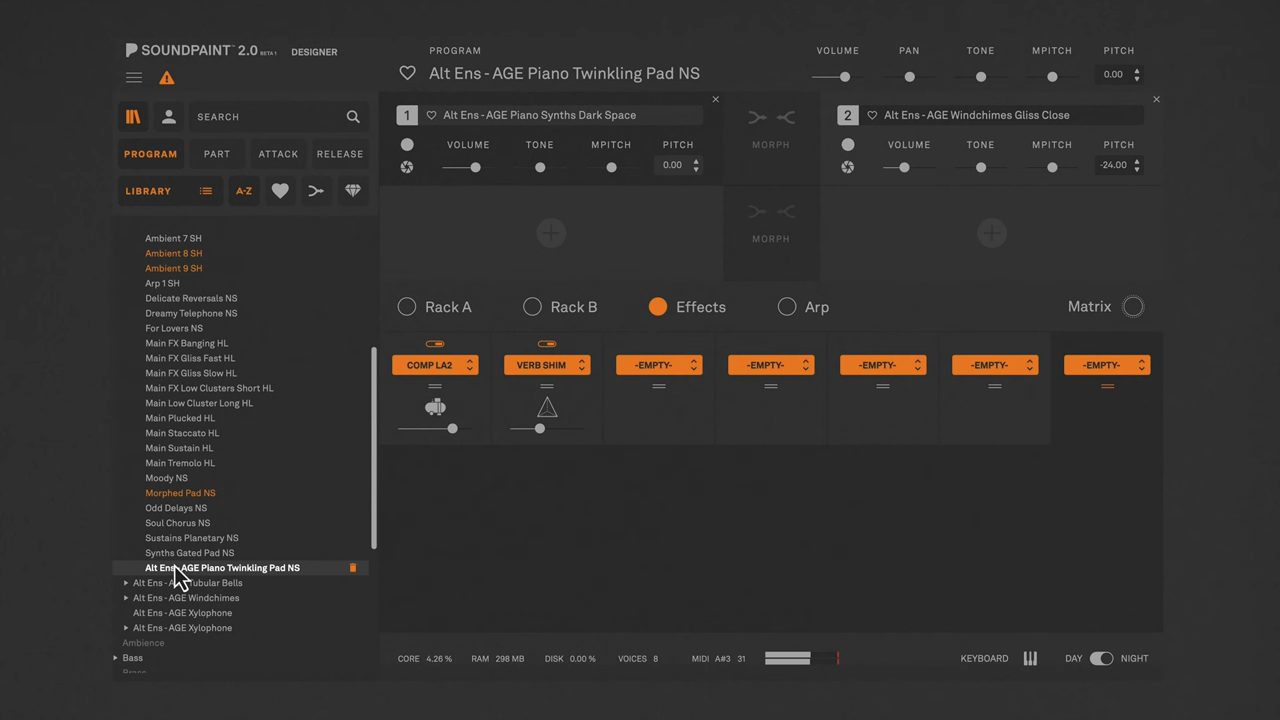 SOUNDPAINT™ 2.0 BETA 1 DESIGNER
PROGRAM
Alt Ens - AGE Piano Twinkling Pad NS
VOLUME PAN TONE MPITCH PITCH
0.00
SEARCH
PROGRAM PART ATTACK RELEASE
LIBRARY A-Z
Ambient 7 SH
Ambient 8 SH
Ambient 9 SH
Arp 1 SH
Delicate Reversals NS
Dreamy Telephone NS
For Lovers NS
Main FX Banging HL
Main FX Gliss Fast HL
Main FX Gliss Slow HL
Main FX Low Clusters Short HL
Main Low Cluster Long HL
Main Plucked HL
Main Staccato HL
Main Sustain HL
Main Tremolo HL
Moody NS
Morphed Pad NS
Odd Delays NS
Soul Chorus NS
Sustains Planetary NS
Synths Gated Pad NS
Alt Ens - AGE Piano Twinkling Pad NS
Alt Ens - Tubular Bells
Alt Ens - AGE Windchimes
Alt Ens - AGE Xylophone
Alt Ens - AGE Xylophone
Ambience
Bass
1 Alt Ens - AGE Piano Synths Dark Space
VOLUME TONE MPITCH PITCH
0.00
MORPH
2 Alt Ens - AGE Windchimes Gliss Close
VOLUME TONE MPITCH PITCH
-24.00
MORPH
Rack A Rack B Effects Arp Matrix
COMP LA2 VERB SHIM -EMPTY- -EMPTY- -EMPTY- -EMPTY- -EMPTY-
CORE 4.26 % RAM 298 MB DISK 0.00 % VOICES 8 MIDI A#3 31 KEYBOARD DAY NIGHT